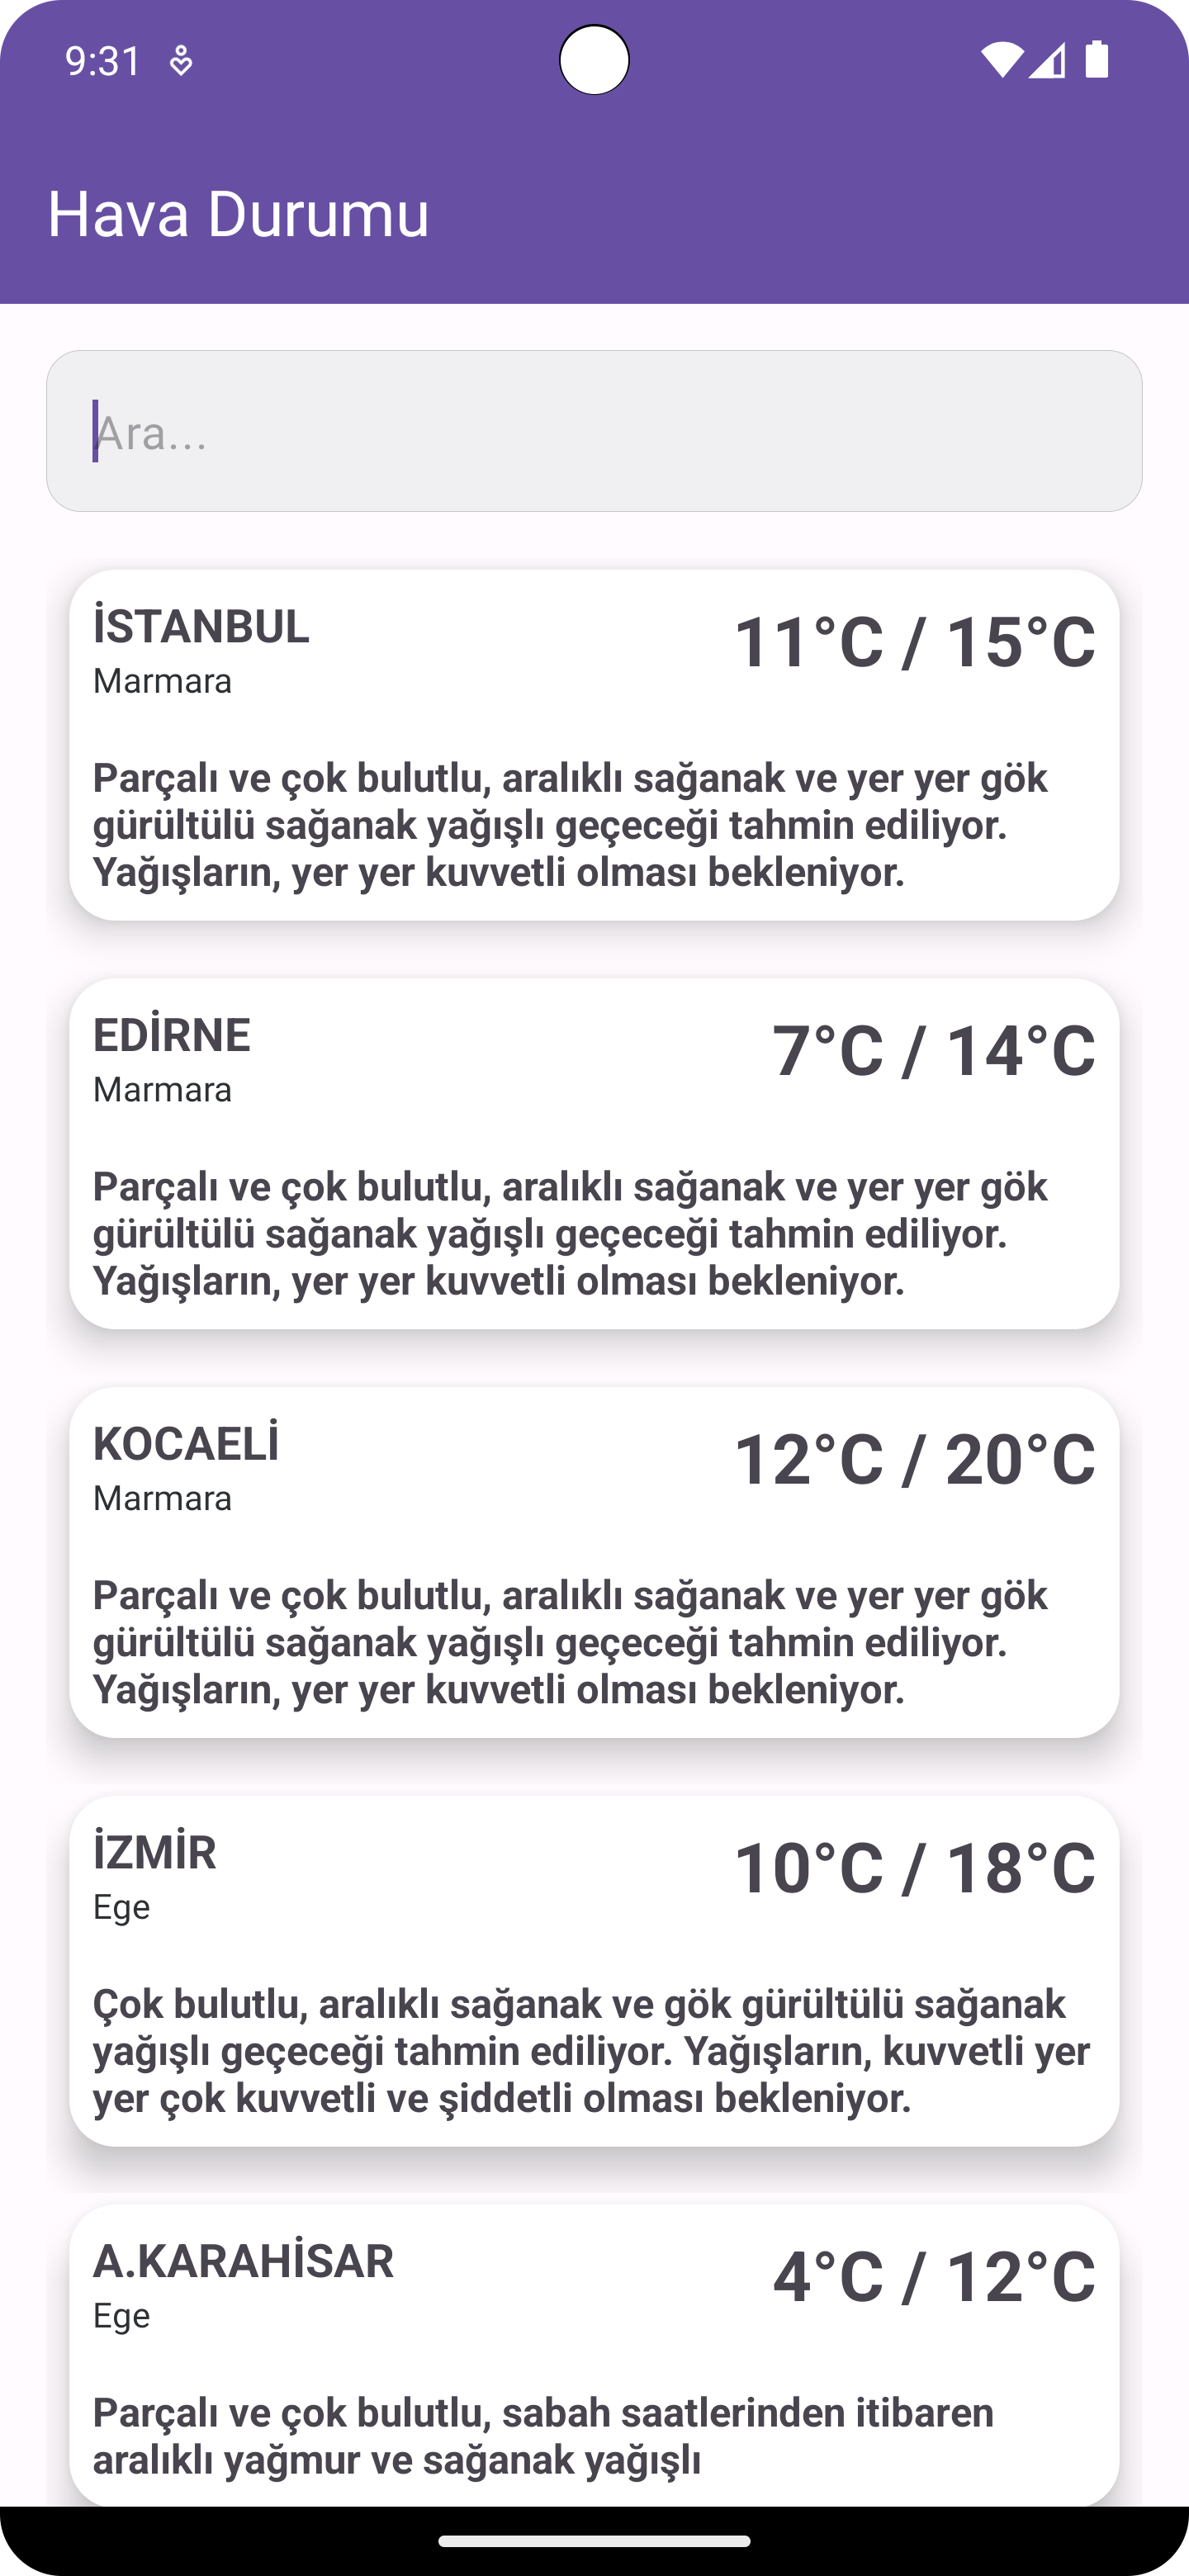 9:31
Hava Durumu
Ara...
İSTANBUL
11°C / 15°C
Marmara
Parçalı ve çok bulutlu, aralıklı sağanak ve yer yer gök
gürültülü sağanak yağışlı geçeceği tahmin ediliyor.
Yağışların, yer yer kuvvetli olması bekleniyor.
EDİRNE
7°C / 14°C
Marmara
Parçalı ve çok bulutlu, aralıklı sağanak ve yer yer gök
gürültülü sağanak yağışlı geçeceği tahmin ediliyor.
Yağışların, yer yer kuvvetli olması bekleniyor.
KOCAELİ
12°C / 20°C
Marmara
Parçalı ve çok bulutlu, aralıklı sağanak ve yer yer gök
gürültülü sağanak yağışlı geçeceği tahmin ediliyor.
Yağışların, yer yer kuvvetli olması bekleniyor.
İZMİR
10°C / 18°C
Ege
Çok bulutlu, aralıklı sağanak ve gök gürültülü sağanak
yağışlı geçeceği tahmin ediliyor. Yağışların, kuvvetli yer
yer çok kuvvetli ve şiddetli olması bekleniyor.
A.KARAHİSAR
4°C / 12°C
Ege
Parçalı ve çok bulutlu, sabah saatlerinden itibaren
aralıklı yağmur ve sağanak yağışlı